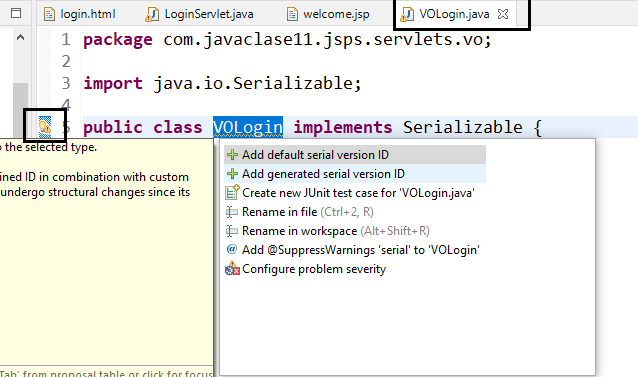 login.html LoginServlet.java welcome.jsp VOLogin.java
1 package com.javaclase11.jsps.servlets.vo;
2
3 import java.io.Serializable;
4
5 public class VOLogin implements Serializable {
o the selected type.
ined ID in combination with custom
undergo structural changes since its
Tab' from proposal table or click for focus
Add default serial version ID
Add generated serial version ID
Create new JUnit test case for 'VOLogin.java'
Rename in file (Ctrl+2, R)
Rename in workspace (Alt+Shift+R)
@ Add @SuppressWarnings 'serial' to 'VOLogin'
Configure problem severity